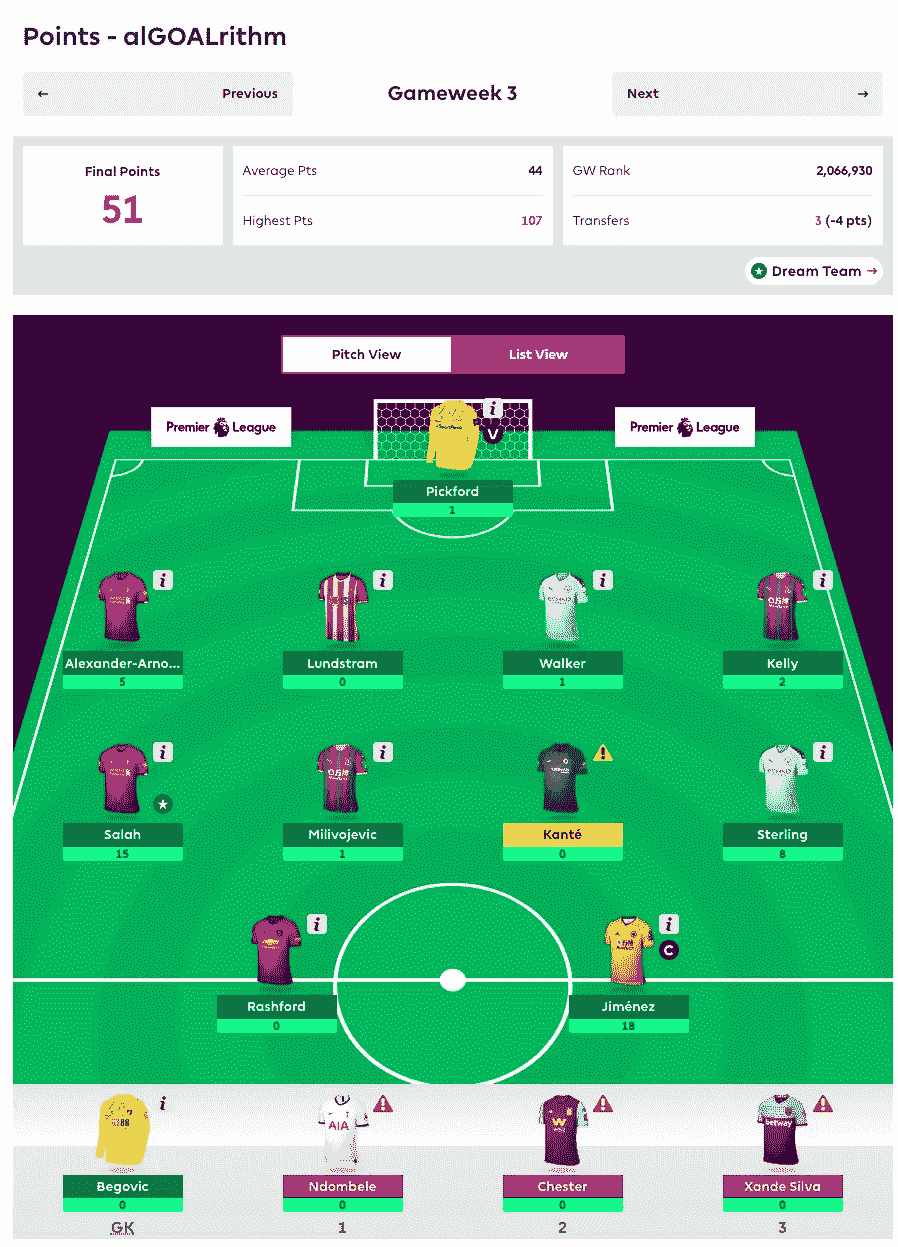 Points - alGOALrithm
← Previous
Gameweek 3
Next →
Final Points
51
Average Pts 44
Highest Pts 107
GW Rank 2,066,930
Transfers 3 (-4 pts)
Dream Team →
Pitch View
List View
Premier League
Premier League
V
Pickford
1
Alexander-Arno...
5
Lundstram
0
Walker
1
Kelly
2
Salah
15
Milivojevic
1
Kanté
0
Sterling
8
Rashford
0
C
Jiménez
18
AIA
W
betway
Begovic
0
GK
Ndombele
0
1
Chester
0
2
Xande Silva
0
3